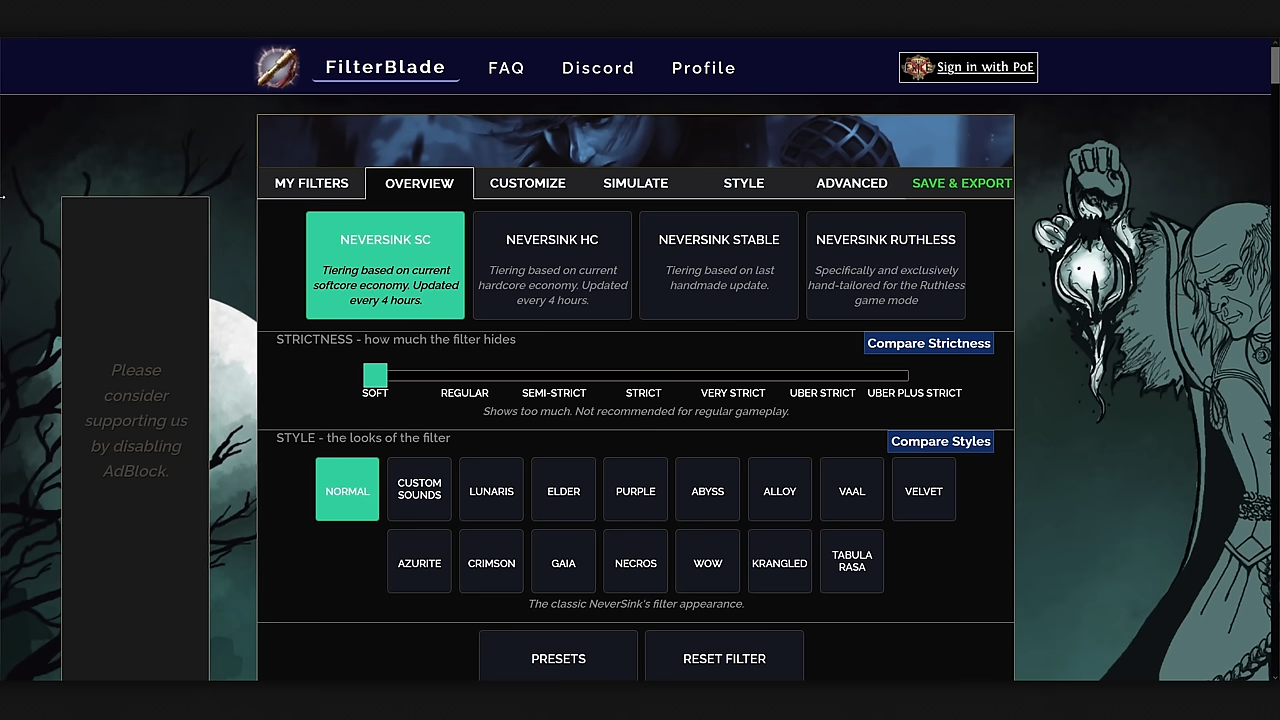 FilterBlade
FAQ
Discord
Profile
Sign in with PoE
MY FILTERS
OVERVIEW
CUSTOMIZE
SIMULATE
STYLE
ADVANCED
SAVE & EXPORT
NEVERSINK SC
Tiering based on current
softcore economy. Updated
every 4 hours.
NEVERSINK HC
Tiering based on current
hardcore economy. Updated
every 4 hours.
NEVERSINK STABLE
Tiering based on last
handmade update.
NEVERSINK RUTHLESS
Specifically and exclusively
hand-tailored for the Ruthless
game mode
STRICTNESS - how much the filter hides
Compare Strictness
SOFT
REGULAR
SEMI-STRICT
STRICT
VERY STRICT
UBER STRICT
UBER PLUS STRICT
Shows too much. Not recommended for regular gameplay.
STYLE - the looks of the filter
Compare Styles
NORMAL
CUSTOM
SOUNDS
LUNARIS
ELDER
PURPLE
ABYSS
ALLOY
VAAL
VELVET
AZURITE
CRIMSON
GAIA
NECROS
WOW
KRANGLED
TABULA
RASA
The classic NeverSink's filter appearance.
PRESETS
RESET FILTER
Please
consider
supporting us
by disabling
AdBlock.